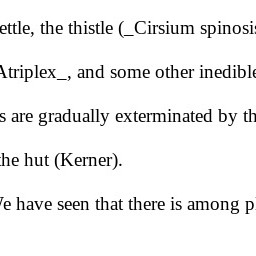 ettle, the thistle (_Cirsium spinosis
Atriplex_, and some other inedible
s are gradually exterminated by th
the hut (Kerner).
We have seen that there is among pl